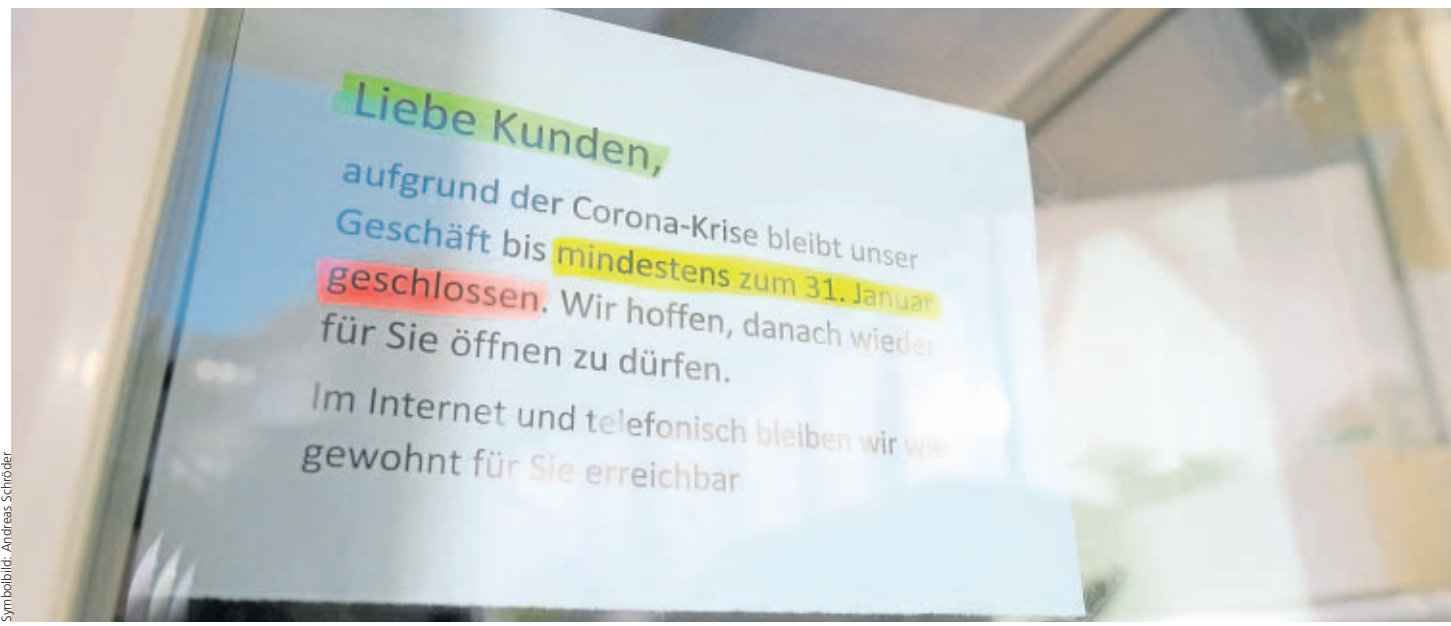 Liebe Kunden,
aufgrund der Corona-Krise bleibt unser
Geschäft bis mindestens zum 31. Januar
geschlossen. Wir hoffen, danach wieder
für Sie öffnen zu dürfen.
Im Internet und telefonisch bleiben wir wie
gewohnt für Sie erreichbar.
Symbolbild: Andreas Schröder